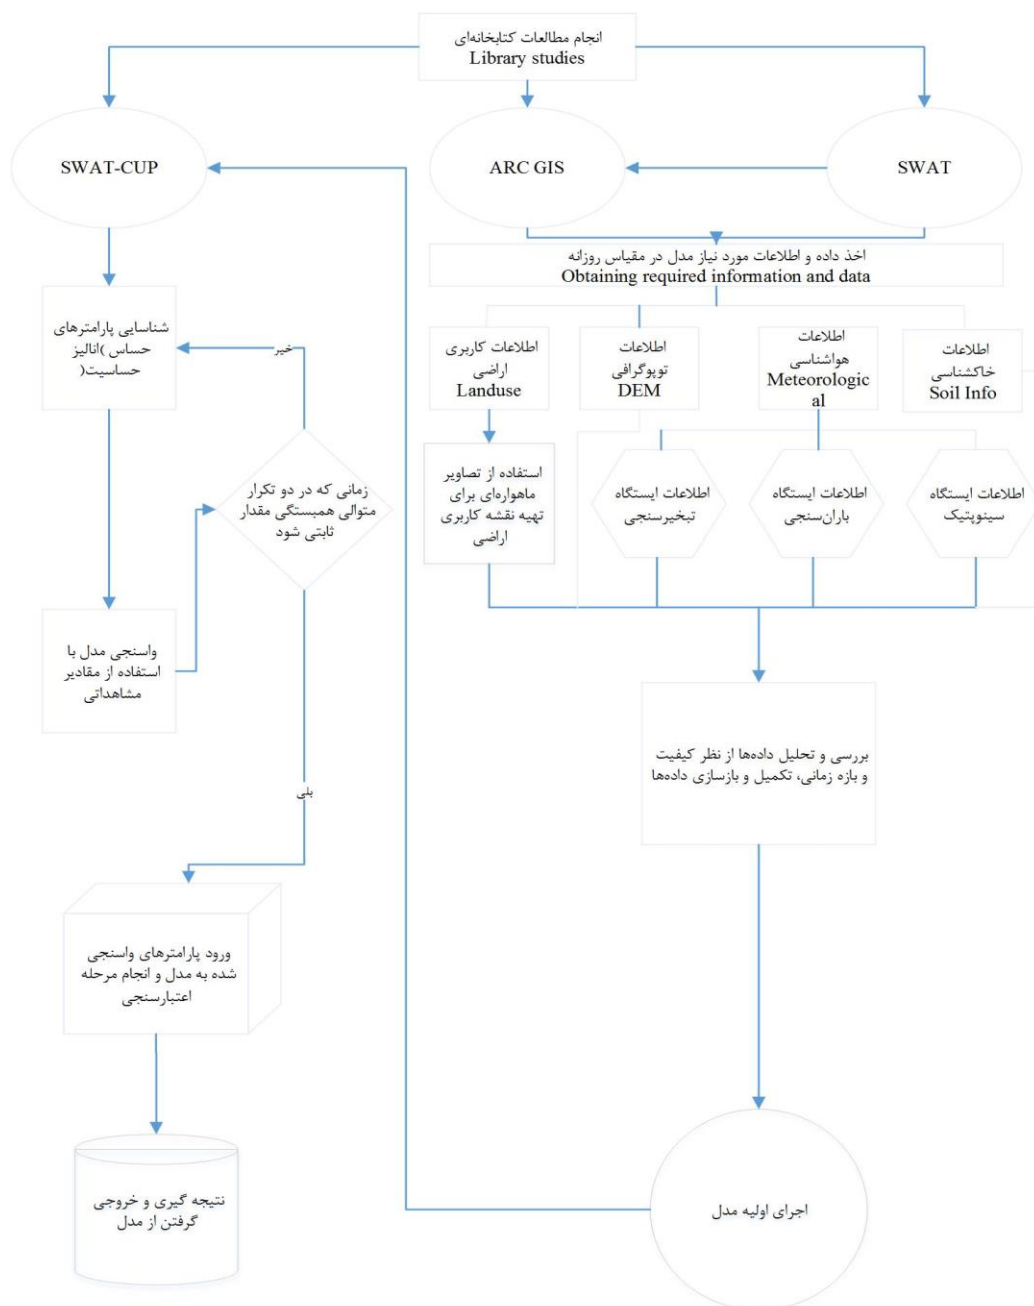 انجام مطالعات کتابخانه‌ای
Library studies
SWAT-CUP
ARC GIS
SWAT
اخذ داده و اطلاعات مورد نیاز مدل در مقیاس روزانه
Obtaining required information and data
شناسایی پارامترهای
حساس )انالیز
حساسیت(
خیر
اطلاعات کاربری
اراضی
Landuse
اطلاعات
توپوگرافی
DEM
اطلاعات
هواشناسی
Meteorologic
al
اطلاعات
خاکشناسی
Soil Info
زمانی که در دو تکرار
متوالی همبستگی مقدار
ثابتی شود
استفاده از تصاویر
ماهواره‌ای برای
تهیه نقشه کاربری
اراضی
اطلاعات ایستگاه
تبخیرسنجی
اطلاعات ایستگاه
باران‌سنجی
اطلاعات ایستگاه
سینوپتیک
واسنجی مدل با
استفاده از مقادیر
مشاهداتی
بلی
بررسی و تحلیل داده‌ها از نظر کیفیت
و بازه زمانی، تکمیل و بازسازی داده‌ها
ورود پارامترهای واسنجی
شده به مدل و انجام مرحله
اعتبارسنجی
نتیجه گیری و خروجی
گرفتن از مدل
اجرای اولیه مدل